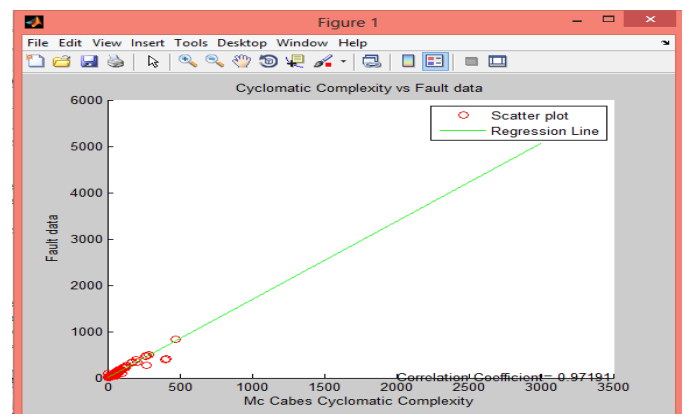 Figure 1
File Edit View Insert Tools Desktop Window Help
Cyclomatic Complexity vs Fault data
Scatter plot
Regression Line
6000
5000
4000
3000
2000
1000
0
Fault data
Correlation Coefficient= 0.97191
0 500 1000 1500 2000 2500 3000 3500
Mc Cabes Cyclomatic Complexity